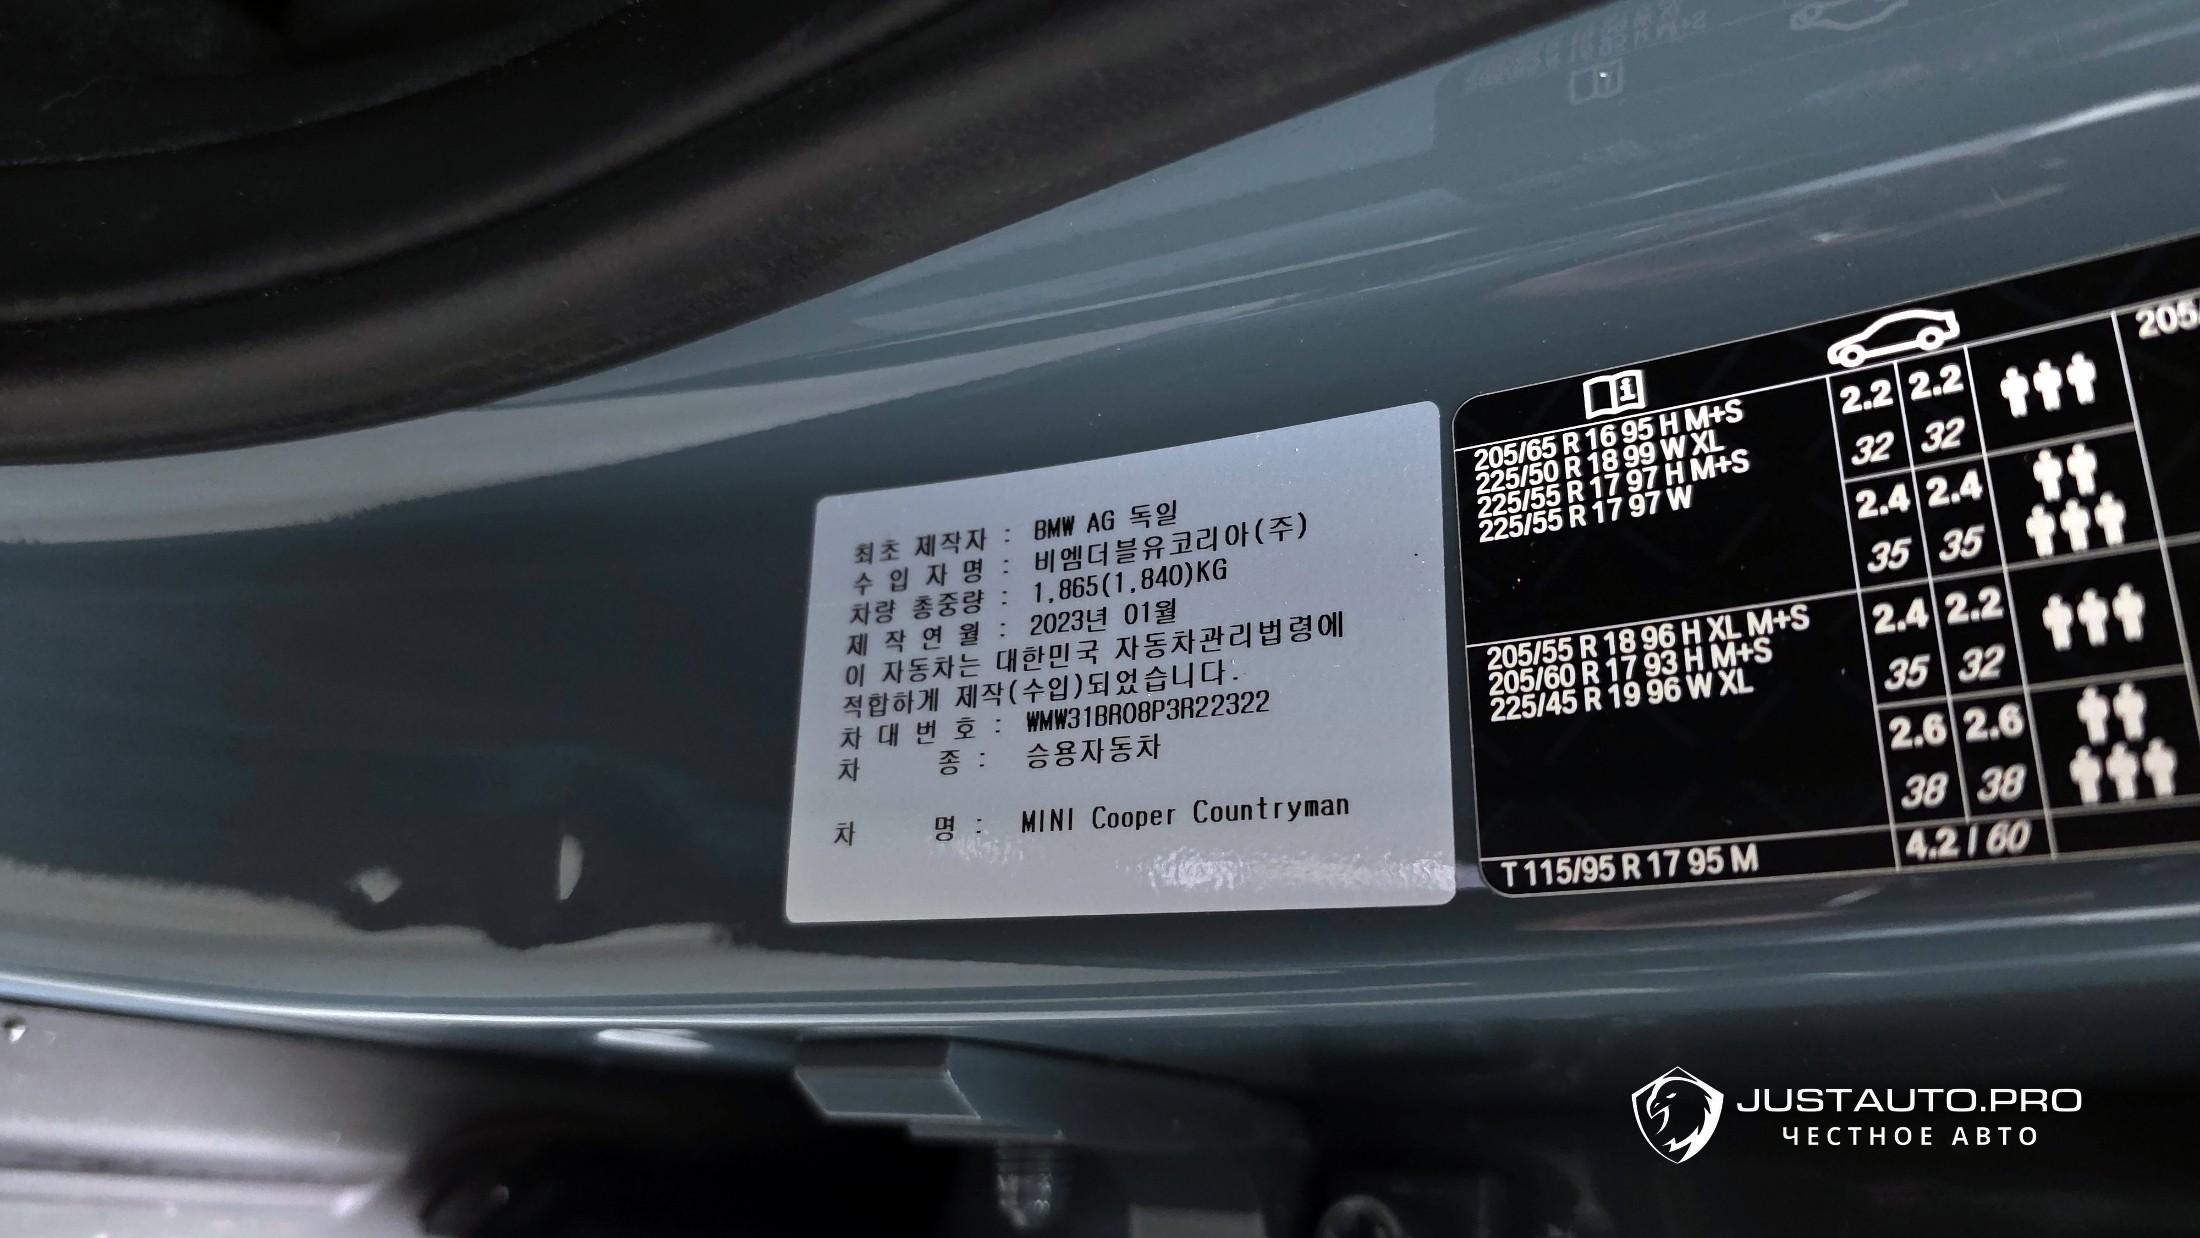 최초 제작자 : BMW AG 독일
수 입 자 명 : 비엠더블유코리아(주)
차량 총중량 : 1,865(1,840)KG
제 작 연 월 : 2023년 01월
이 자동차는 대한민국 자동차관리법령에
적합하게 제작(수입)되었습니다.
차 대 번 호 : WMW31BR08P3R22322
차 종 : 승용자동차
차 명 : MINI Cooper Countryman
205/65 R 16 95 H M+S
225/50 R 18 99 W XL
225/55 R 17 97 H M+S
225/55 R 17 97 W
2.2 2.2
32 32
2.4 2.4
35 35
205/55 R 18 96 H XL M+S
205/60 R 17 93 H M+S
225/45 R 19 96 W XL
2.4 2.2
35 32
2.6 2.6
38 38
T 115/95 R 17 95 M
4.2 / 60
205/
JUSTAUTO.PRO
ЧЕСТНОЕ АВТО